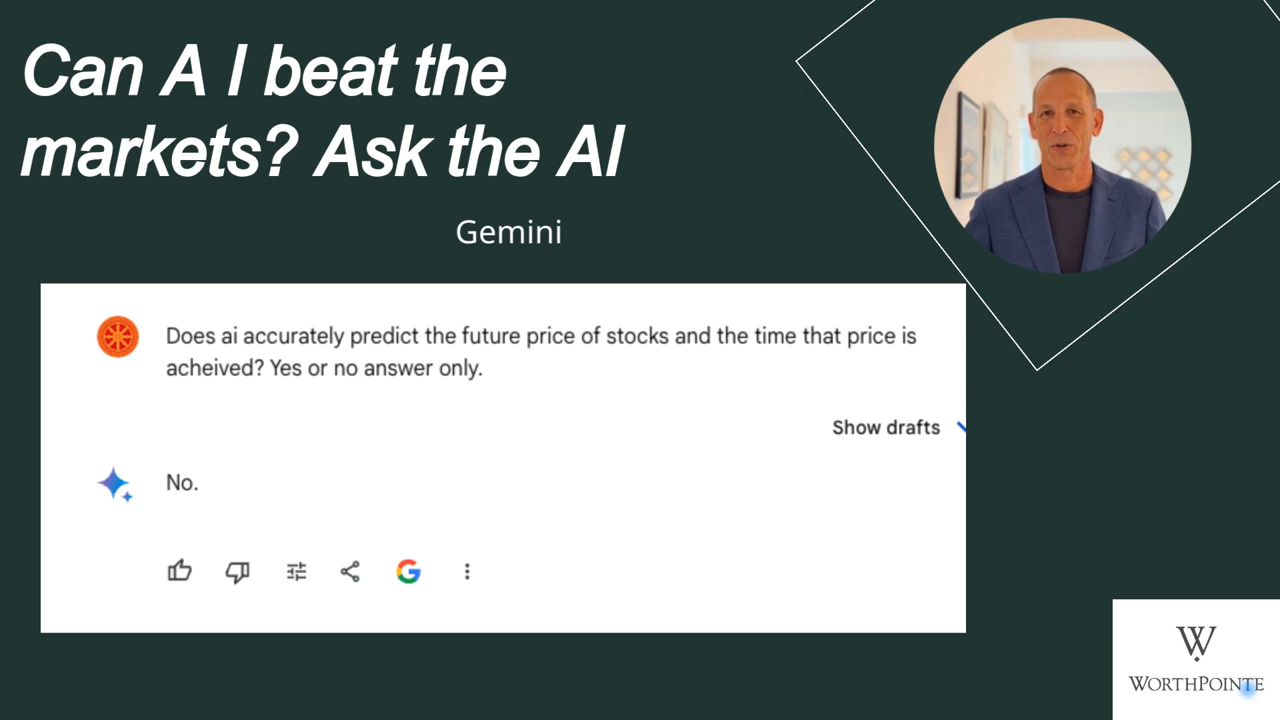 Can A I beat the
markets? Ask the AI
Gemini
Does ai accurately predict the future price of stocks and the time that price is
acheived? Yes or no answer only.
Show drafts
No.
WORTHPOINTE